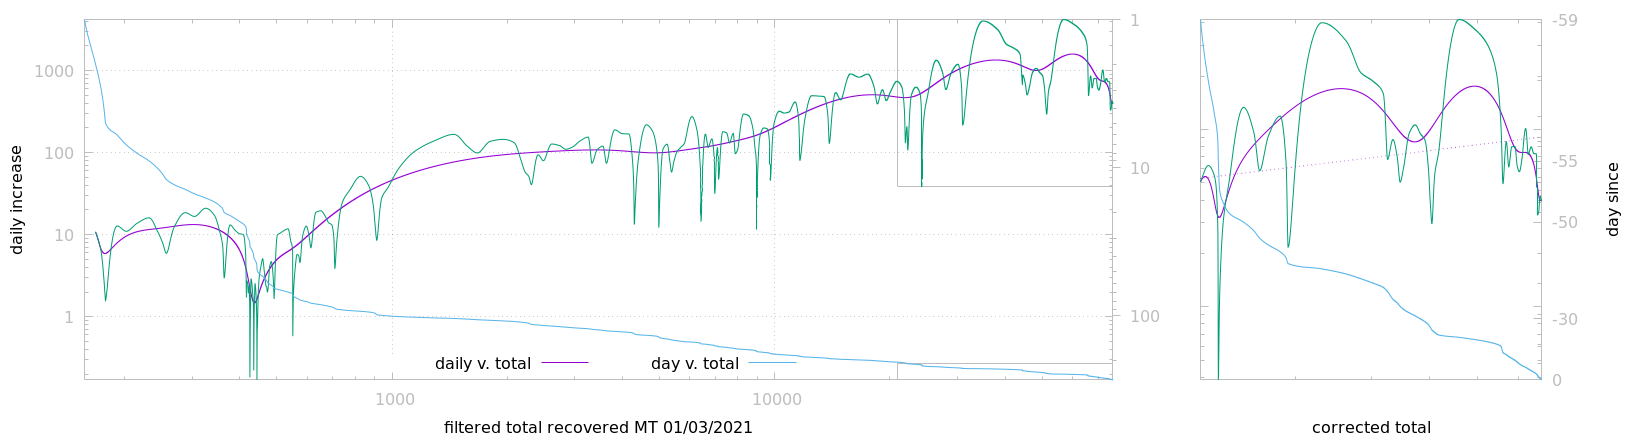 daily increase
1000
100
10
1
1000
10000
filtered total recovered MT 01/03/2021
daily v. total
day v. total
1
10
100
-59
-55
-50
-30
0
day since
corrected total